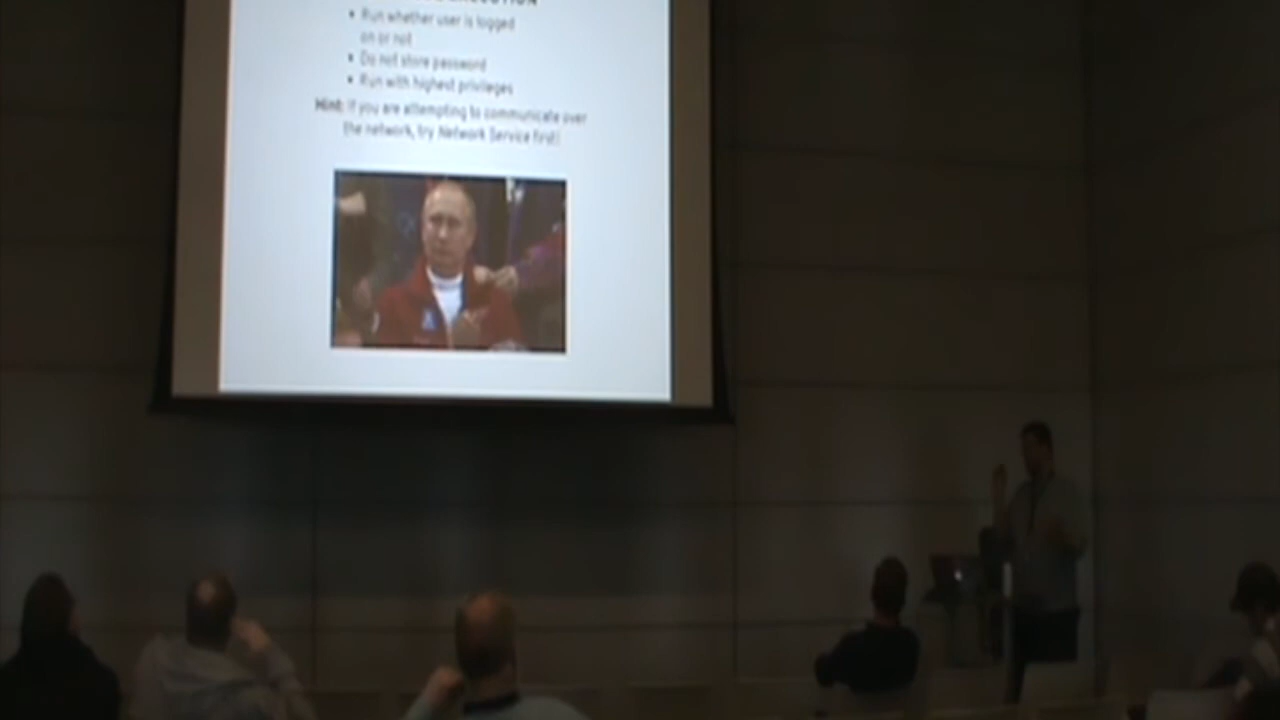 Run whether user is logged
on or not
Do not store password
Run with highest privileges
Hint: If you are attempting to communicate over
the network, try Network Service first!